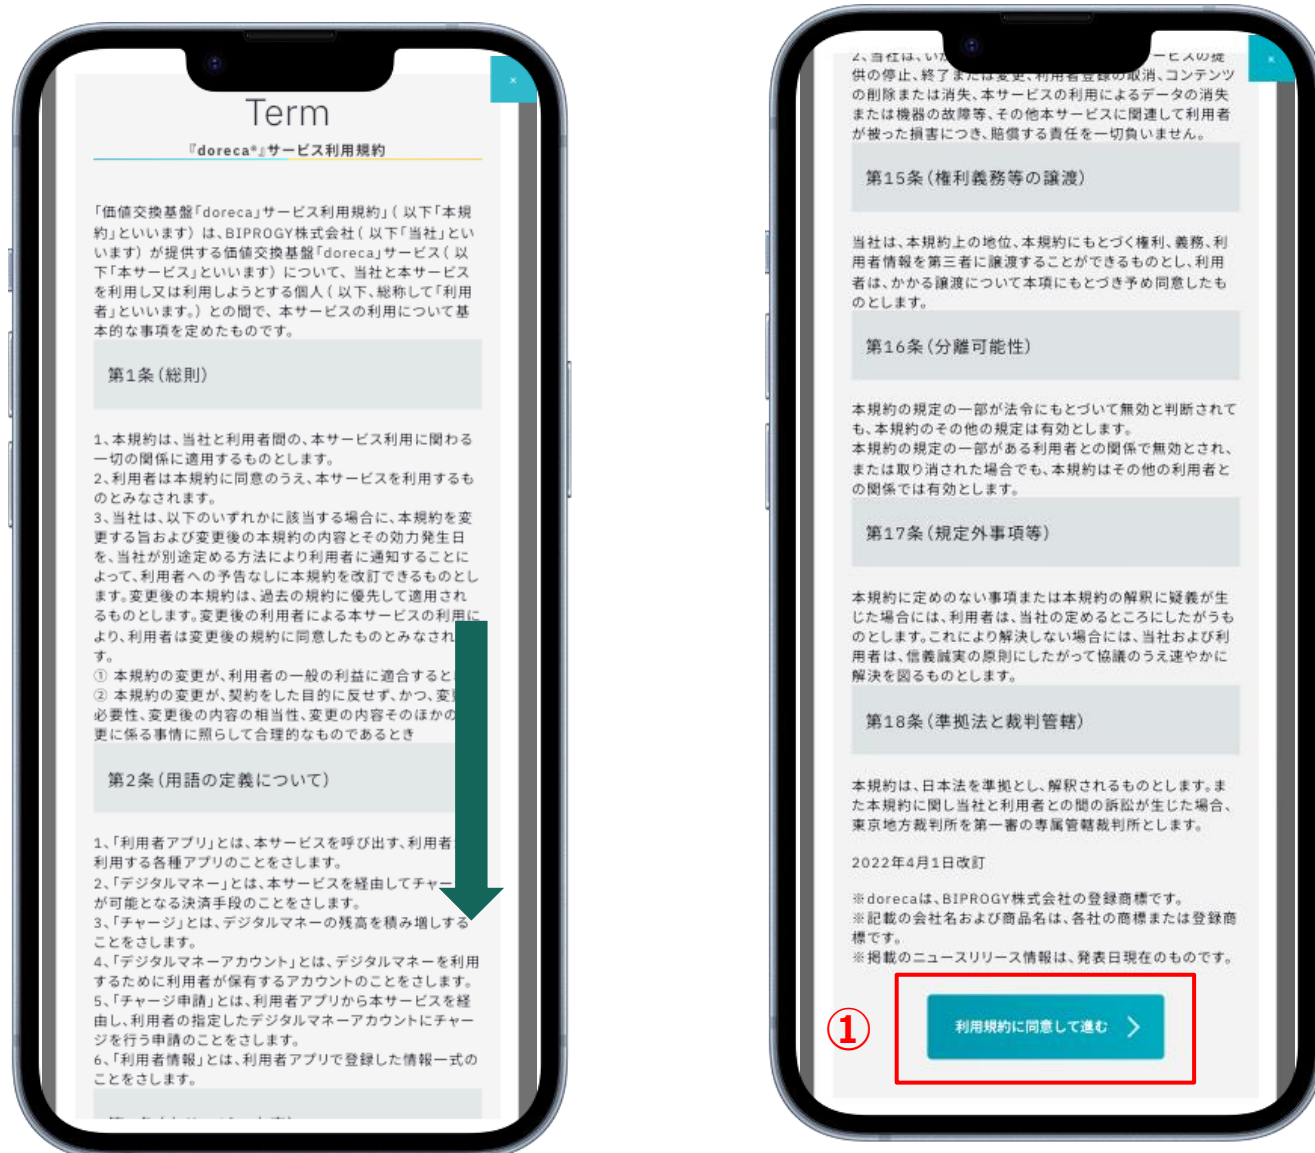 ×
Term
『doreca®』サービス利用規約
「価値交換基盤「doreca」サービス利用規約」(以下「本規
約」といいます) は、BIPROGY株式会社(以下「当社」とい
います) が提供する価値交換基盤「doreca」サービス(以
下「本サービス」といいます) について、当社と本サービス
を利用し又は利用しようとする個人(以下、総称して「利用
者」といいます。) との間で、本サービスの利用について基
本的な事項を定めたものです。
第1条(総則)
1、本規約は、当社と利用者間の、本サービス利用に関わる
一切の関係に適用するものとします。
2、利用者は本規約に同意のうえ、本サービスを利用するも
のとみなされます。
3、当社は、以下のいずれかに該当する場合に、本規約を変
更する旨および変更後の本規約の内容とその効力発生日
を、当社が別途定める方法により利用者に通知することに
よって、利用者への予告なしに本規約を改訂できるものとし
ます。変更後の本規約は、過去の規約に優先して適用され
るものとします。変更後の利用者による本サービスの利用に
より、利用者は変更後の規約に同意したものとみなされ
す。
① 本規約の変更が、利用者の一般の利益に適合すると
② 本規約の変更が、契約をした目的に反せず、かつ、変
必要性、変更後の内容の相当性、変更の内容そのほかの
更に係る事情に照らして合理的なものであるとき
第2条(用語の定義について)
1、「利用者アプリ」とは、本サービスを呼び出す、利用者
利用する各種アプリのことをさします。
2、「デジタルマネー」とは、本サービスを経由してチャー
が可能となる決済手段のことをさします。
3、「チャージ」とは、デジタルマネーの残高を積み増しする
ことをさします。
4、「デジタルマネーアカウント」とは、デジタルマネーを利用
するために利用者が保有するアカウントのことをさします。
5、「チャージ申請」とは、利用者アプリから本サービスを経
由し、利用者の指定したデジタルマネーアカウントにチャー
ジを行う申請のことをさします。
6、「利用者情報」とは、利用者アプリで登録した情報一式の
ことをさします。
×
2、当社は、い ービスの提
供の停止、終了または変更、利用者登録の取消、コンテンツ
の削除または消失、本サービスの利用によるデータの消失
または機器の故障等、その他本サービスに関連して利用者
が被った損害につき、賠償する責任を一切負いません。
第15条(権利義務等の譲渡)
当社は、本規約上の地位、本規約にもとづく権利、義務、利
用者情報を第三者に譲渡することができるものとし、利用
者は、かかる譲渡について本項にもとづき予め同意したも
のとします。
第16条(分離可能性)
本規約の規定の一部が法令にもとづいて無効と判断されて
も、本規約のその他の規定は有効とします。
本規約の規定の一部がある利用者との関係で無効とされ、
または取り消された場合でも、本規約はその他の利用者と
の関係では有効とします。
第17条(規定外事項等)
本規約に定めのない事項または本規約の解釈に疑義が生
じた場合には、利用者は、当社の定めるところにしたがうも
のとします。これにより解決しない場合には、当社および利
用者は、信義誠実の原則にしたがって協議のうえ速やかに
解決を図るものとします。
第18条(準拠法と裁判管轄)
本規約は、日本法を準拠とし、解釈されるものとします。ま
た本規約に関し当社と利用者との間の訴訟が生じた場合、
東京地方裁判所を第一審の専属管轄裁判所とします。
2022年4月1日改訂
※dorecaは、BIPROGY株式会社の登録商標です。
※記載の会社名および商品名は、各社の商標または登録商
標です。
※掲載のニュースリリース情報は、発表日現在のものです。
①
利用規約に同意して進む